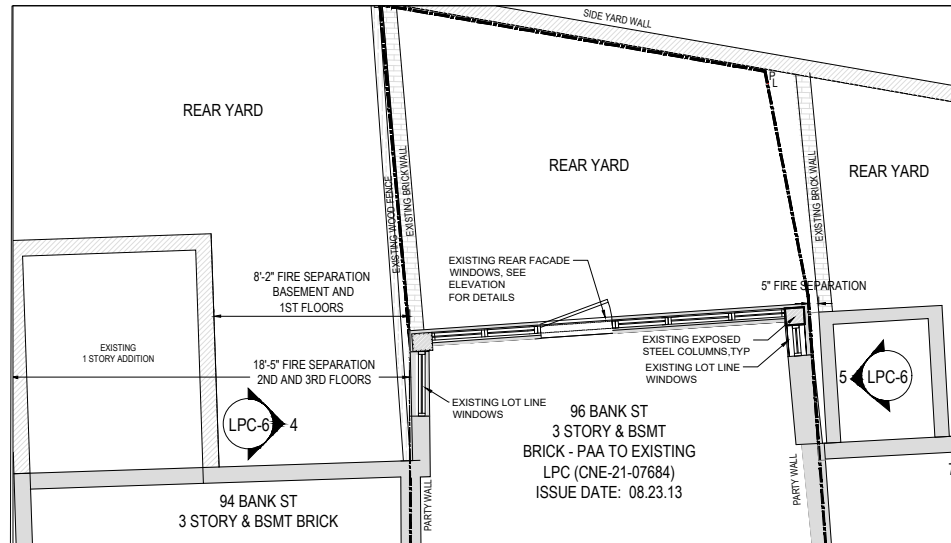 SIDE YARD WALL
REAR YARD
REAR YARD
REAR YARD
P
L
EXISTING WOOD FENCE
EXISTING BRICK WALL
EXISTING BRICK WALL
8'-2" FIRE SEPARATION
BASEMENT AND
1ST FLOORS
EXISTING REAR FACADE
WINDOWS, SEE
ELEVATION
FOR DETAILS
5" FIRE SEPARATION
EXISTING
1 STORY ADDITION
18'-5" FIRE SEPARATION
2ND AND 3RD FLOORS
EXISTING EXPOSED
STEEL COLUMNS,TYP
EXISTING LOT LINE
WINDOWS
5 LPC-6
LPC-6 4
EXISTING LOT LINE
WINDOWS
96 BANK ST
3 STORY & BSMT
BRICK - PAA TO EXISTING
LPC (CNE-21-07684)
ISSUE DATE: 08.23.13
PARTY WALL
PARTY WALL
94 BANK ST
3 STORY & BSMT BRICK